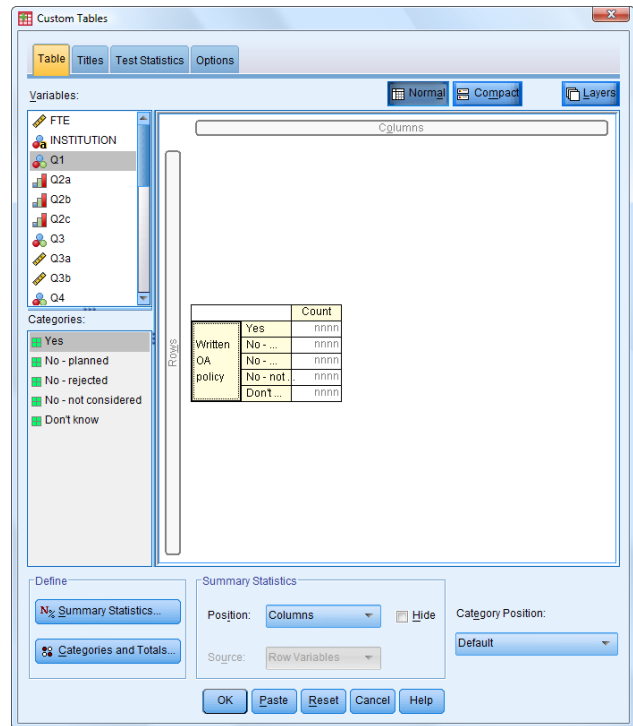 Custom Tables
Table Titles Test Statistics Options
Variables:
Normal Compact Layers
FTE
INSTITUTION
Q1
Q2a
Q2b
Q2c
Q3
Q3a
Q3b
Q4
Categories:
Yes
No - planned
No - rejected
No - not considered
Don't know
Columns
Rows
Count
Written OA policy
Yes nnnn
No - ... nnnn
No - ... nnnn
No - not ... nnnn
Don't ... nnnn
Define
N% Summary Statistics...
Categories and Totals...
Summary Statistics
Position: Columns Hide
Source: Row Variables
Category Position:
Default
OK Paste Reset Cancel Help